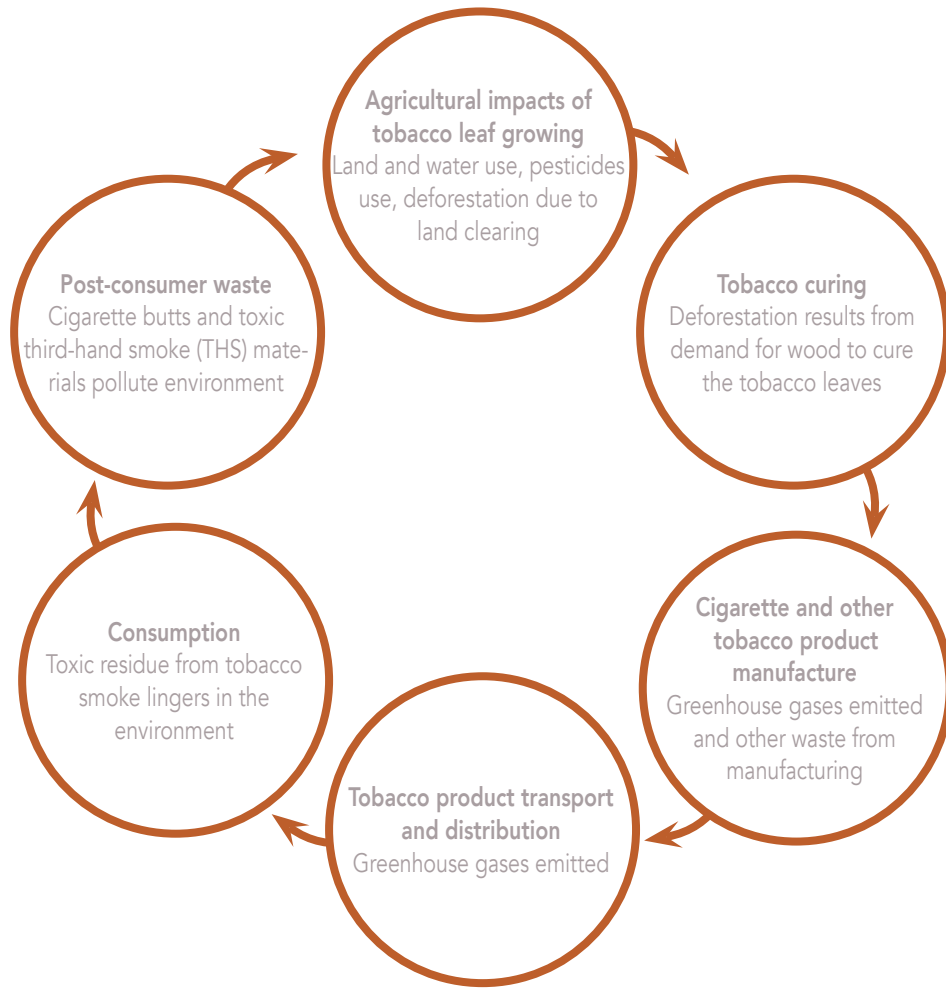 Agricultural impacts of
tobacco leaf growing
Land and water use, pesticides
use, deforestation due to
land clearing
Tobacco curing
Deforestation results from
demand for wood to cure
the tobacco leaves
Cigarette and other
tobacco product
manufacture
Greenhouse gases emitted
and other waste from
manufacturing
Tobacco product transport
and distribution
Greenhouse gases emitted
Consumption
Toxic residue from tobacco
smoke lingers in the
environment
Post-consumer waste
Cigarette butts and toxic
third-hand smoke (THS) mate-
rials pollute environment